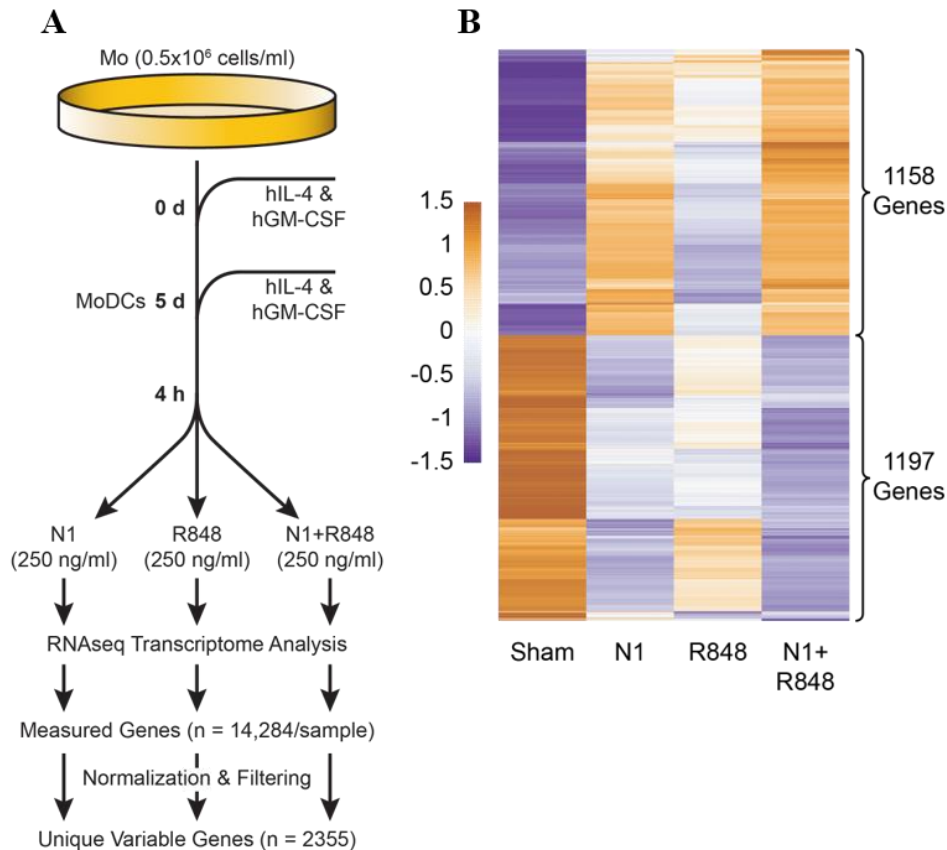 A
Mo (0.5x10⁶ cells/ml)
0 d
hIL-4 &
hGM-CSF
MoDCs 5 d
hIL-4 &
hGM-CSF
4 h
N1
(250 ng/ml)
R848
(250 ng/ml)
N1+R848
(250 ng/ml)
RNAseq Transcriptome Analysis
Measured Genes (n = 14,284/sample)
Normalization & Filtering
Unique Variable Genes (n = 2355)
B
1.5
1
0.5
0
-0.5
-1
-1.5
1158
Genes
1197
Genes
Sham
N1
R848
N1+
R848